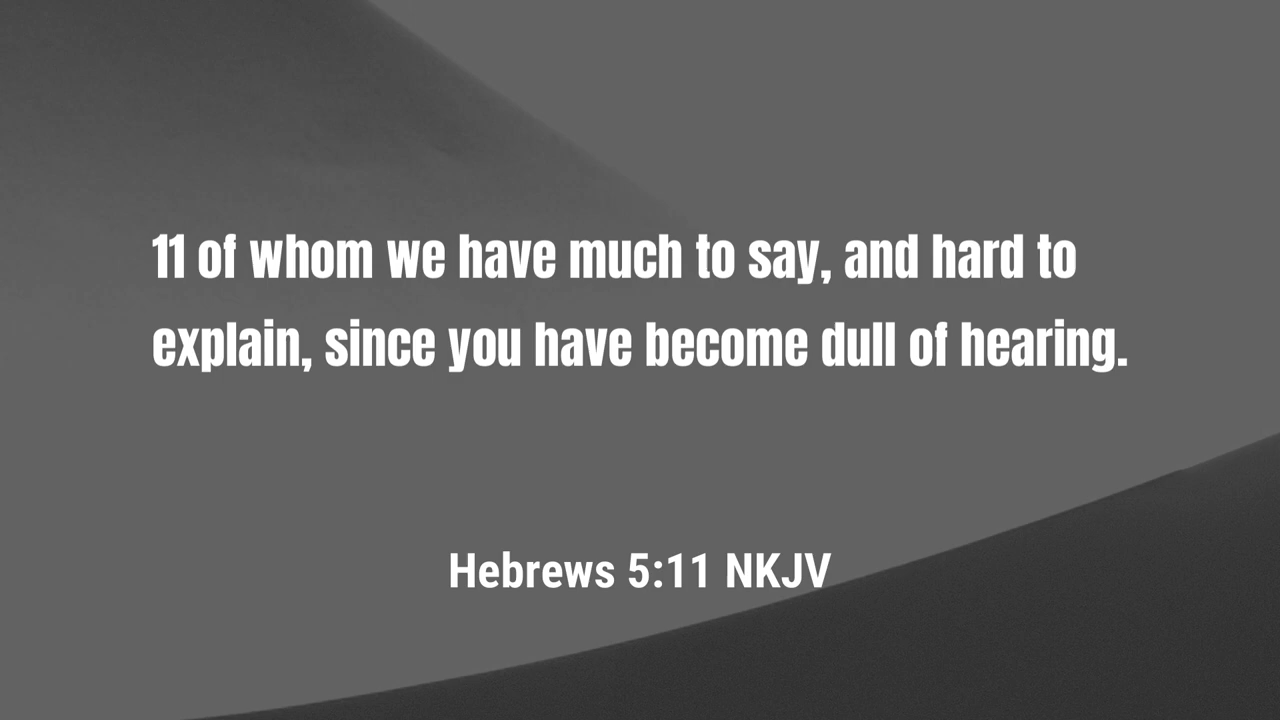 11 of whom we have much to say, and hard to
explain, since you have become dull of hearing.
Hebrews 5:11 NKJV